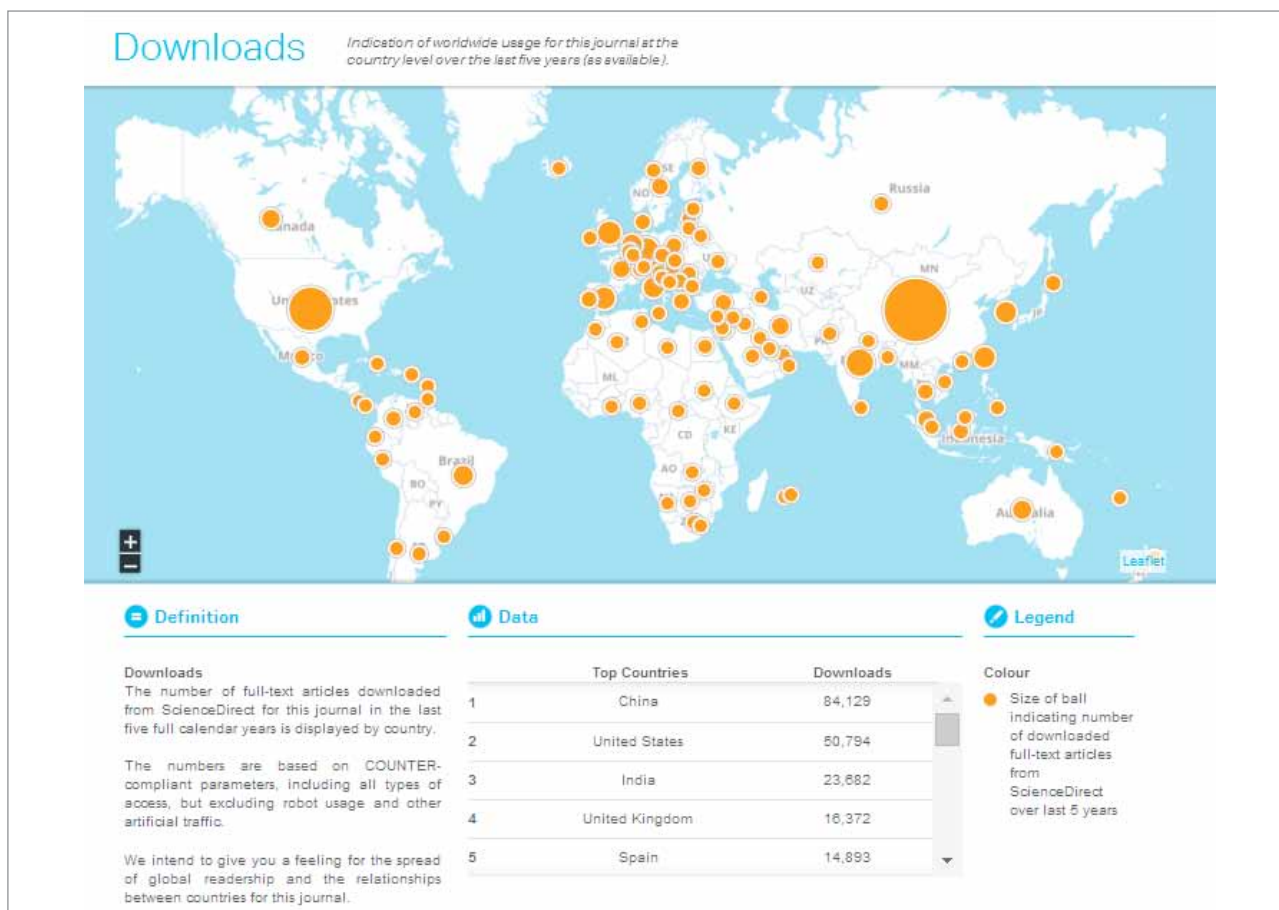 Downloads
Indication of worldwide usage for this journal at the
country level over the last five years (as available).
SE
NO
Russia
MN
UZ
JP
MM
ML
CD
KE
AO
BO
PY
Brazil
Leaflet
+
−
Definition
Downloads
The number of full-text articles downloaded
from ScienceDirect for this journal in the last
five full calendar years is displayed by country.
The numbers are based on COUNTER-
compliant parameters, including all types of
access, but excluding robot usage and other
artificial traffic.
We intend to give you a feeling for the spread
of global readership and the relationships
between countries for this journal.
Data
Top Countries Downloads
1 China 84,129
2 United States 50,794
3 India 23,682
4 United Kingdom 16,372
5 Spain 14,893
Legend
Colour
Size of ball
indicating number
of downloaded
full-text articles
from
ScienceDirect
over last 5 years